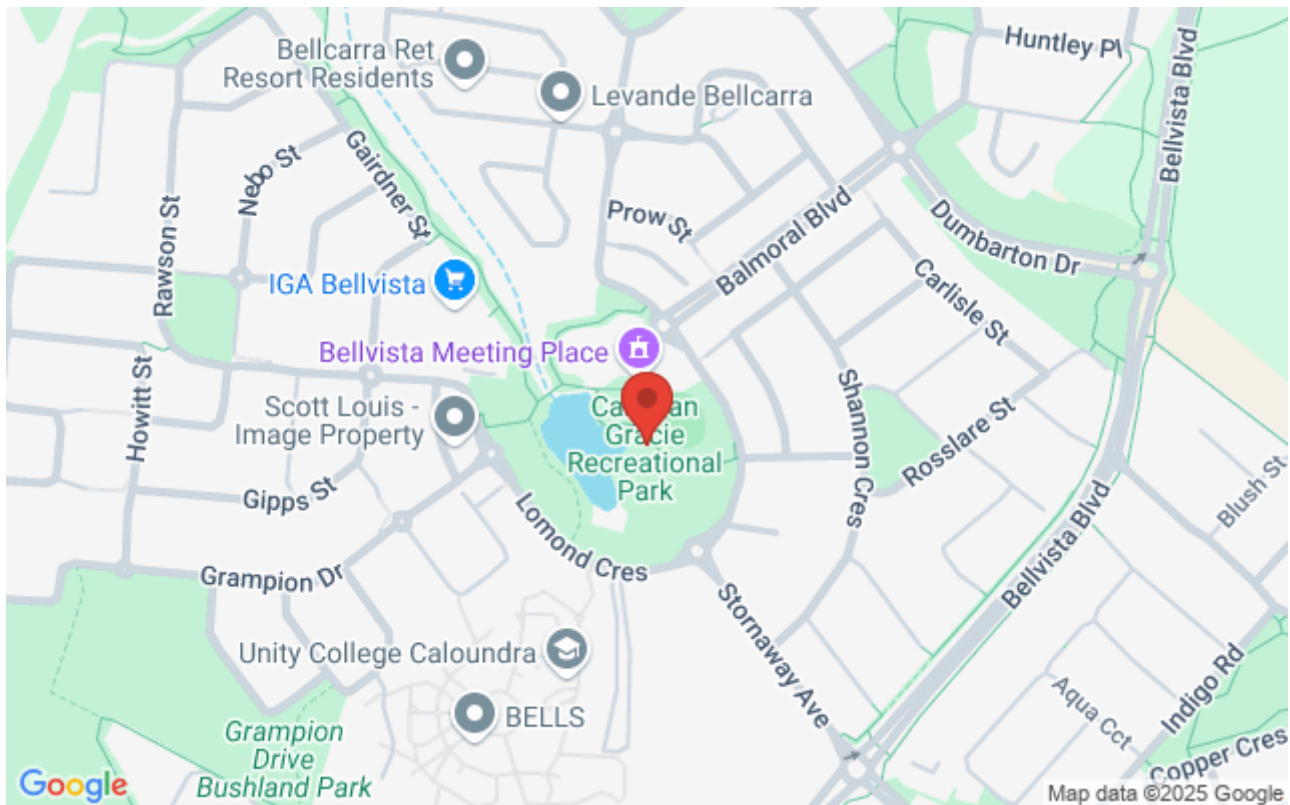 Huntley Pl
Bellvista Blvd
Bellcarra Ret
Resort Residents
Levande Bellcarra
Nebo St
Gairdner St
Rawson St
Prow St
Balmoral Blvd
Dumbarton Dr
IGA Bellvista
Carlisle St
Bellvista Meeting Place
Howitt St
Scott Louis -
Image Property
Gracie
Recreational
Park
Shannon Cres
Rosslare St
Gipps St
Lomond Cres
Blush St
Bellvista Blvd
Grampion Dr
Stornaway Ave
Unity College Caloundra
BELLS
Indigo Rd
Aqua Cct
Grampion
Drive
Bushland Park
Copper Cres
Google
Map data ©2025 Google